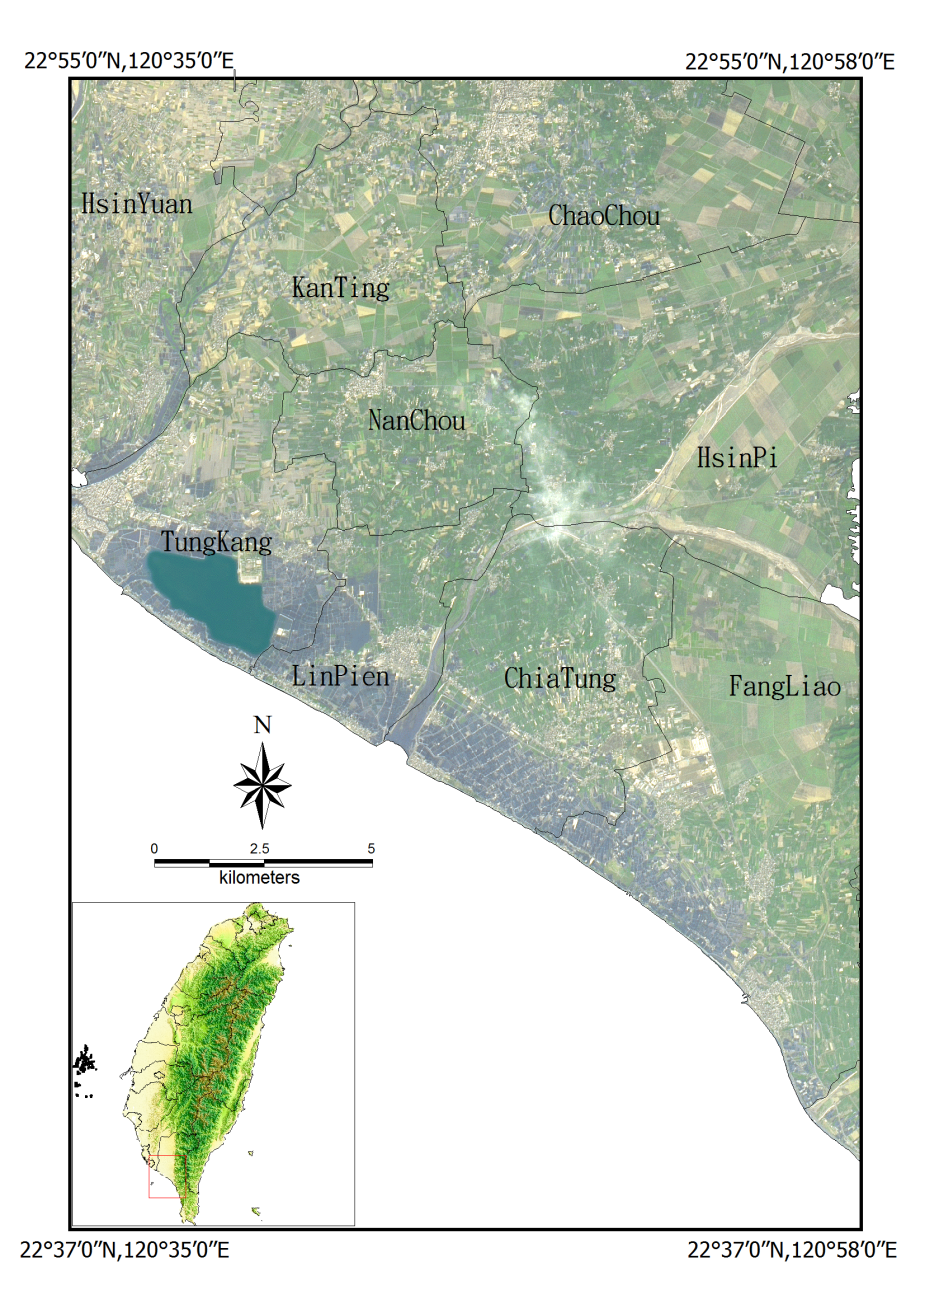 22°55′0″N,120°35′0″E
22°55′0″N,120°58′0″E
HsinYuan
ChaoChou
KanTing
NanChou
HsinPi
TungKang
LinPien
ChiaTung
FangLiao
N
0 2.5 5
kilometers
22°37′0″N,120°35′0″E
22°37′0″N,120°58′0″E